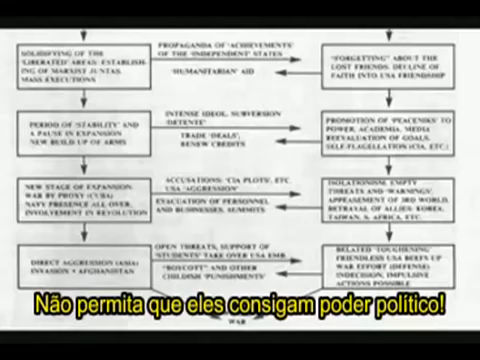 SOLIDIFYING OF THE
'LIBERATED' AREAS: ESTABLISH-
ING OF MARXIST JUNTAS.
MASS EXECUTIONS
PROPAGANDA OF 'ACHIEVEMENTS'
OF THE 'INDEPENDENT' STATES
'HUMANITARIAN' AID
"FORGETTING" ABOUT THE
LOST FRIENDS. DECLINE OF
FAITH INTO USA FRIENDSHIP
PERIOD OF 'STABILITY' AND
A PAUSE IN EXPANSION
NEW BUILD UP OF ARMS
INTENSE IDEOL. SUBVERSION
'DETENTE'
TRADE 'DEALS',
RENEW CREDITS
PROMOTION OF 'PEACENIKS' TO
POWER, ACADEMIA, MEDIA
REEVALUATION OF GOALS.
SELF-FLAGELLATION (CIA, ETC.)
NEW STAGE OF EXPANSION
WAR BY PROXY (CUBA)
NAVY PRESENCE ALL OVER,
INVOLVEMENT IN REVOLUTION
ACCUSATIONS: 'CIA PLOTS', ETC.
USA 'AGGRESSION'
EVACUATION OF PERSONNEL
AND BUSINESSES, SUMMITS
ISOLATIONISM, EMPTY
THREATS AND 'WARNINGS',
APPEASEMENT OF 3RD WORLD,
BETRAYAL OF ALLIES: KOREA,
TAIWAN, S. AFRICA, ETC.
DIRECT AGGRESSION (ASIA)
INVASION • AFGHANISTAN
OPEN THREATS, SUPPORT OF
'STUDENTS' TAKE OVER USA EMB.
"BOYCOTT" AND OTHER
CHILDISH 'PUNISHMENTS'
BELATED "TOUGHENING"
FRIENDLESS USA BEEFS UP
WAR EFFORT (DEFENSE)
INDECISION, IMPULSIVE
ACTIONS POSSIBLE
Não permita que eles consigam poder político!
WAR